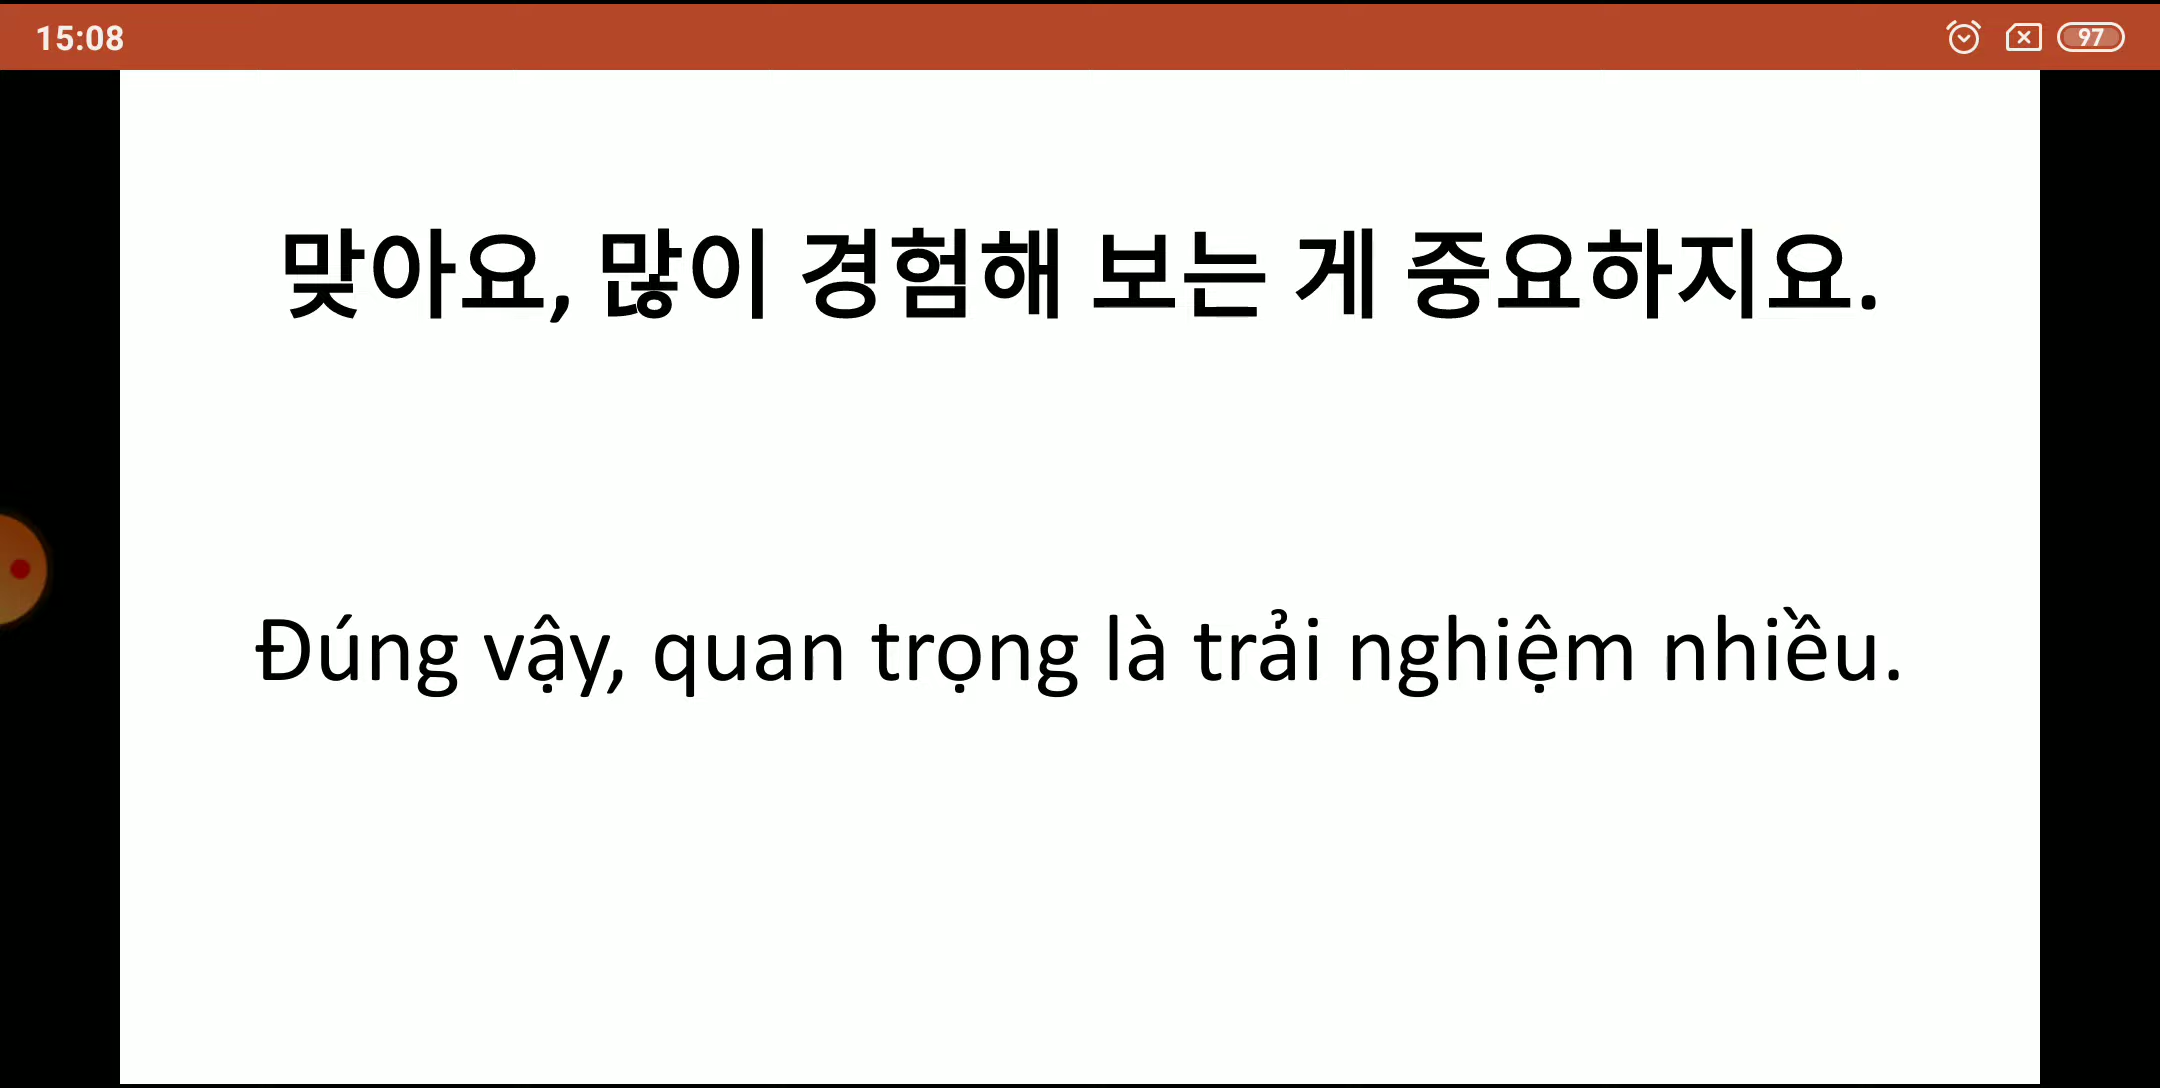 15:08
97
맞아요, 많이 경험해 보는 게 중요하지요.
Đúng vậy, quan trọng là trải nghiệm nhiều.